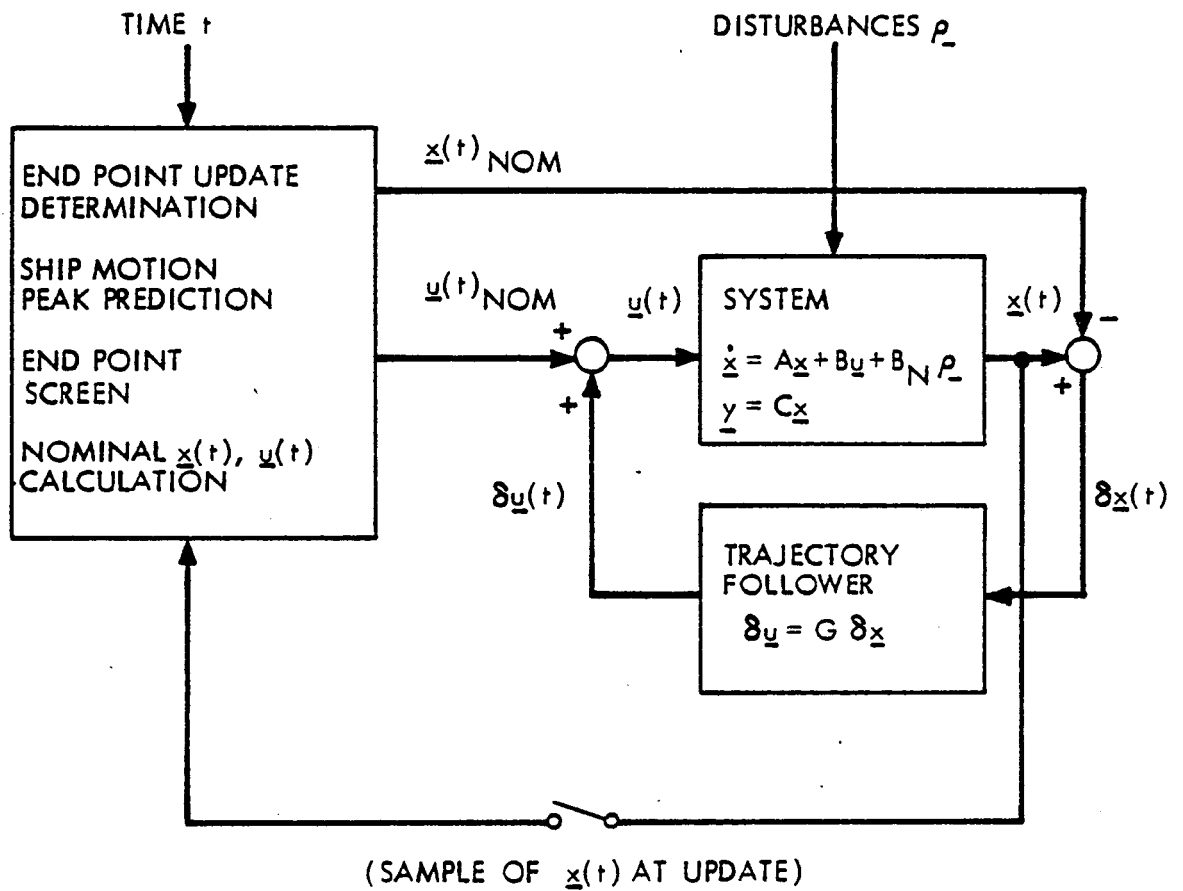 TIME t
DISTURBANCES ρ
x(t) NOM
END POINT UPDATE
DETERMINATION
SHIP MOTION
PEAK PREDICTION
END POINT
SCREEN
NOMINAL x(t), u(t)
CALCULATION
u(t) NOM
+
+
u(t)
SYSTEM
ẋ = Ax + Bu + B_N ρ
y = Cx
x(t)
−
+
δu(t)
δx(t)
TRAJECTORY
FOLLOWER
δu = G δx
(SAMPLE OF x(t) AT UPDATE)